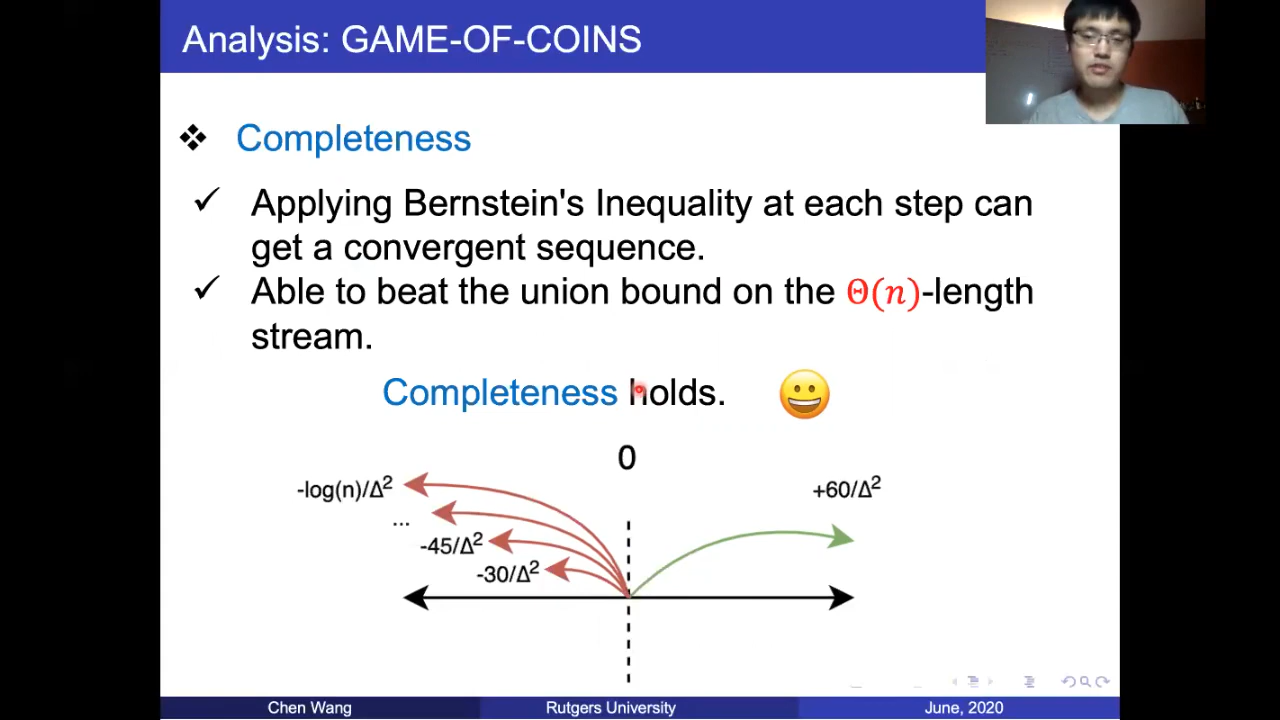 Analysis: GAME-OF-COINS
❖ Completeness
✓ Applying Bernstein's Inequality at each step can
get a convergent sequence.
✓ Able to beat the union bound on the Θ(n)-length
stream.
Completeness holds. 😀
0
-log(n)/Δ²
+60/Δ²
...
-45/Δ²
-30/Δ²
Chen Wang Rutgers University June, 2020